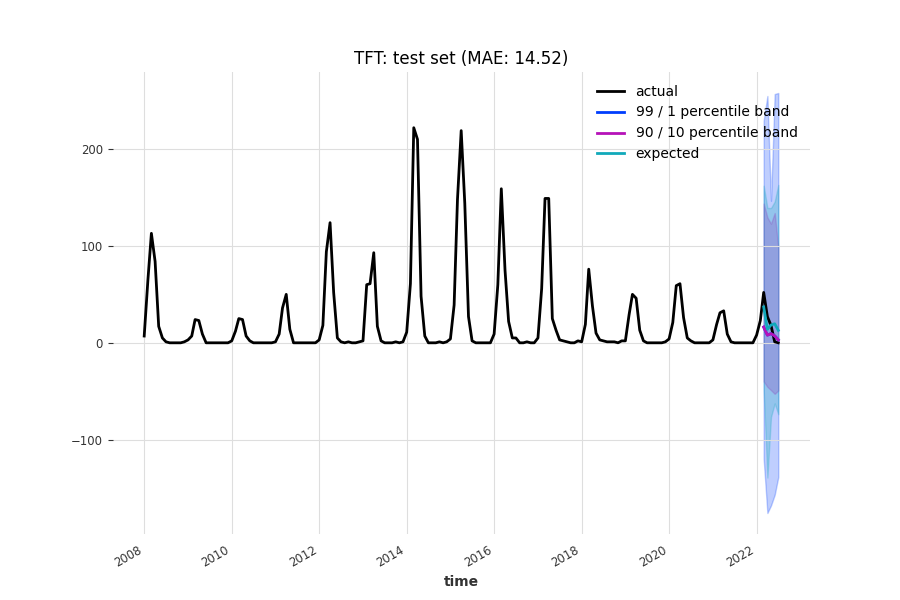 TFT: test set (MAE: 14.52)
actual
99 / 1 percentile band
90 / 10 percentile band
expected
200
100
0
−100
2008
2010
2012
2014
2016
2018
2020
2022
time